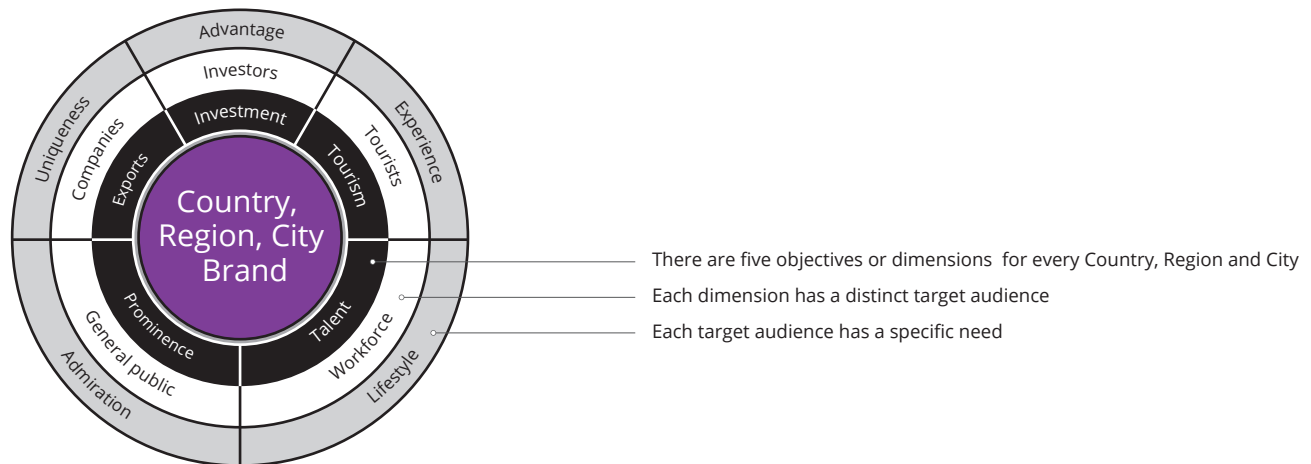 Advantage
Investors
Investment
Uniqueness
Companies
Exports
Experience
Tourists
Tourism
Country,
Region, City
Brand
Prominence
General public
Admiration
Talent
Workforce
Lifestyle
There are five objectives or dimensions for every Country, Region and City
Each dimension has a distinct target audience
Each target audience has a specific need